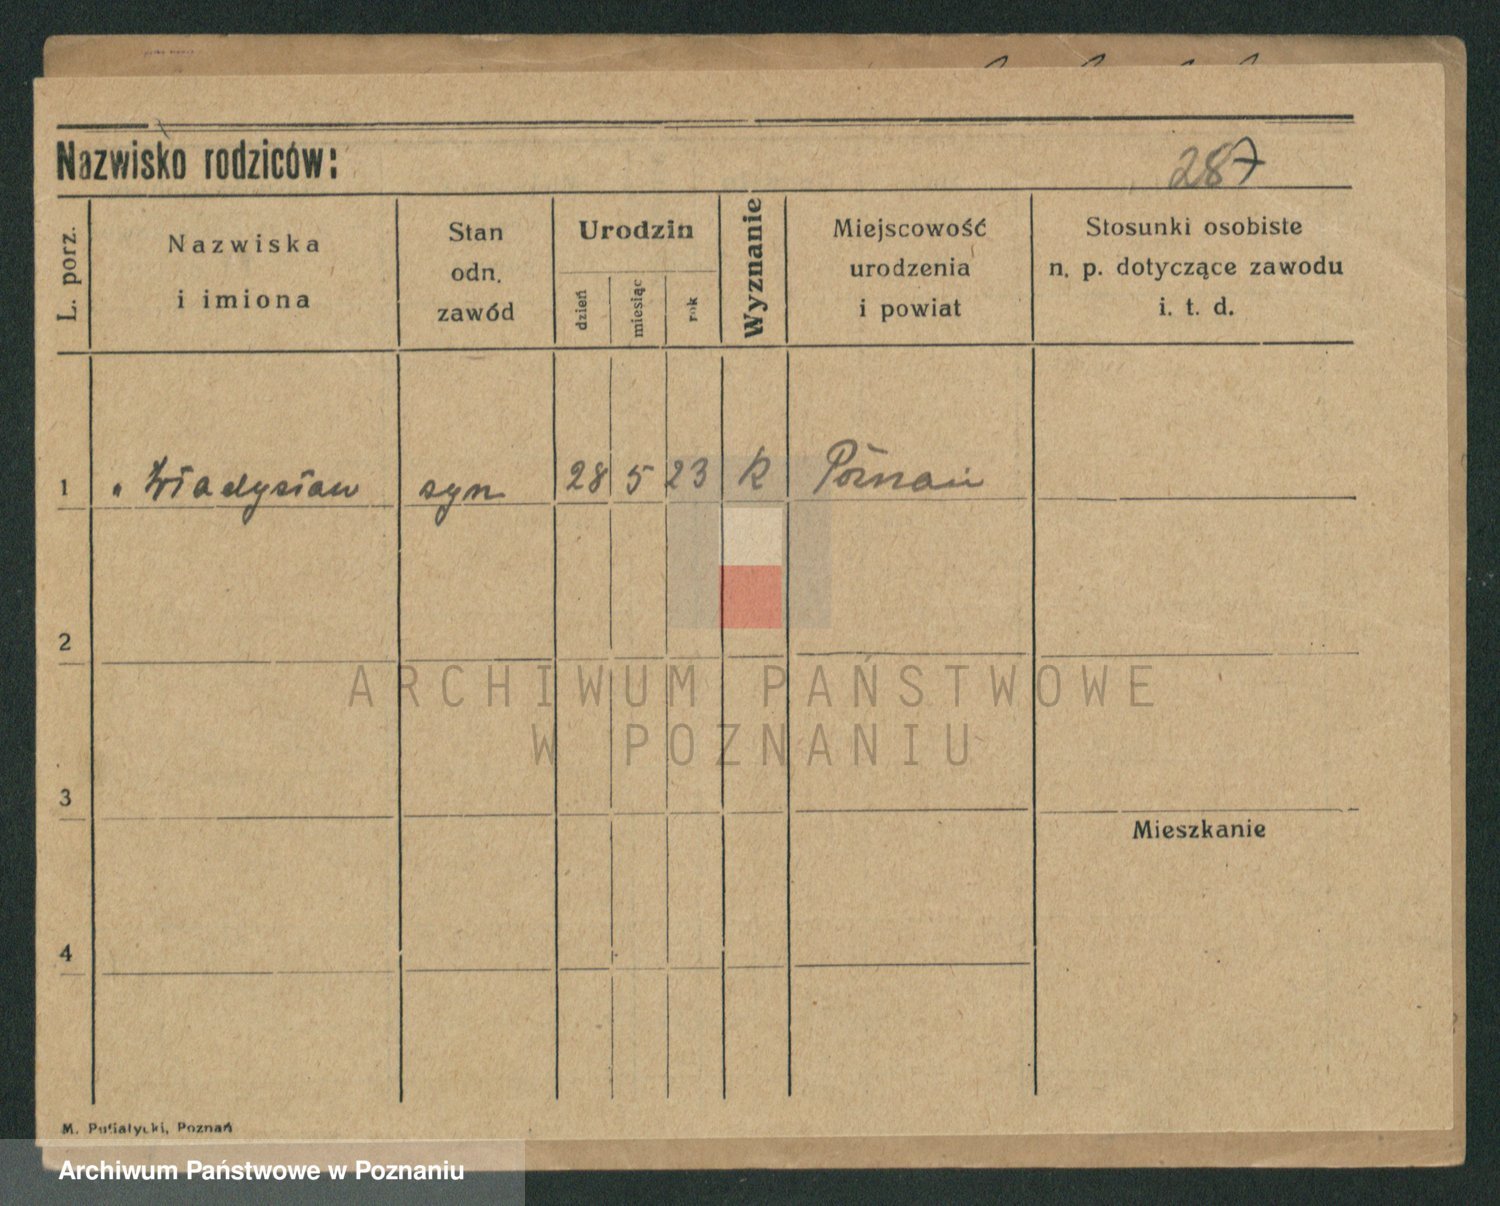 Nazwisko rodziców:
287
L. porz.
Nazwiska
i imiona
Stan
odn.
zawód
Urodzin
dzień
miesiąc
rok
Wyznanie
Miejscowość
urodzenia
i powiat
Stosunki osobiste
n. p. dotyczące zawodu
i. t. d.
1 Władysław syn 28 5 23 k Poznań
2
ARCHIWUM PAŃSTWOWE
W POZNANIU
3
Mieszkanie
4
M. Putiatycki, Poznań
Archiwum Państwowe w Poznaniu